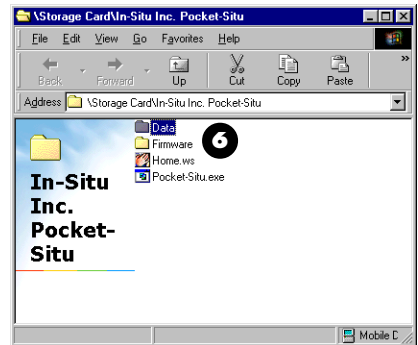 \Storage Card\In-Situ Inc. Pocket-Situ
File Edit View Go Favorites Help
Back Forward Up Cut Copy Paste »
Address \Storage Card\In-Situ Inc. Pocket-Situ
Data
Firmware
6
Home.ws
Pocket-Situ.exe
In-Situ
Inc.
Pocket-
Situ
Mobile